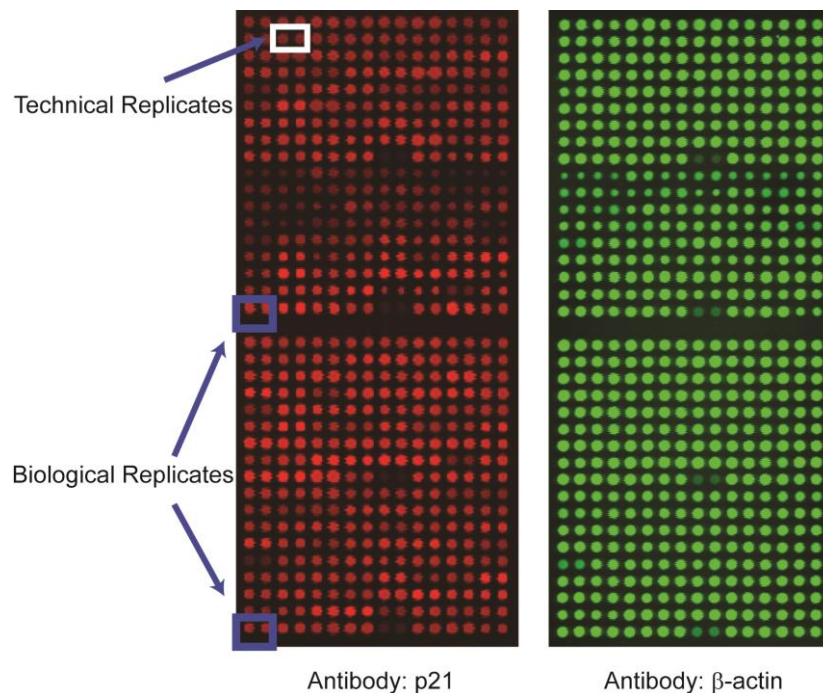 Technical Replicates
Biological Replicates
Antibody: p21
Antibody: β-actin